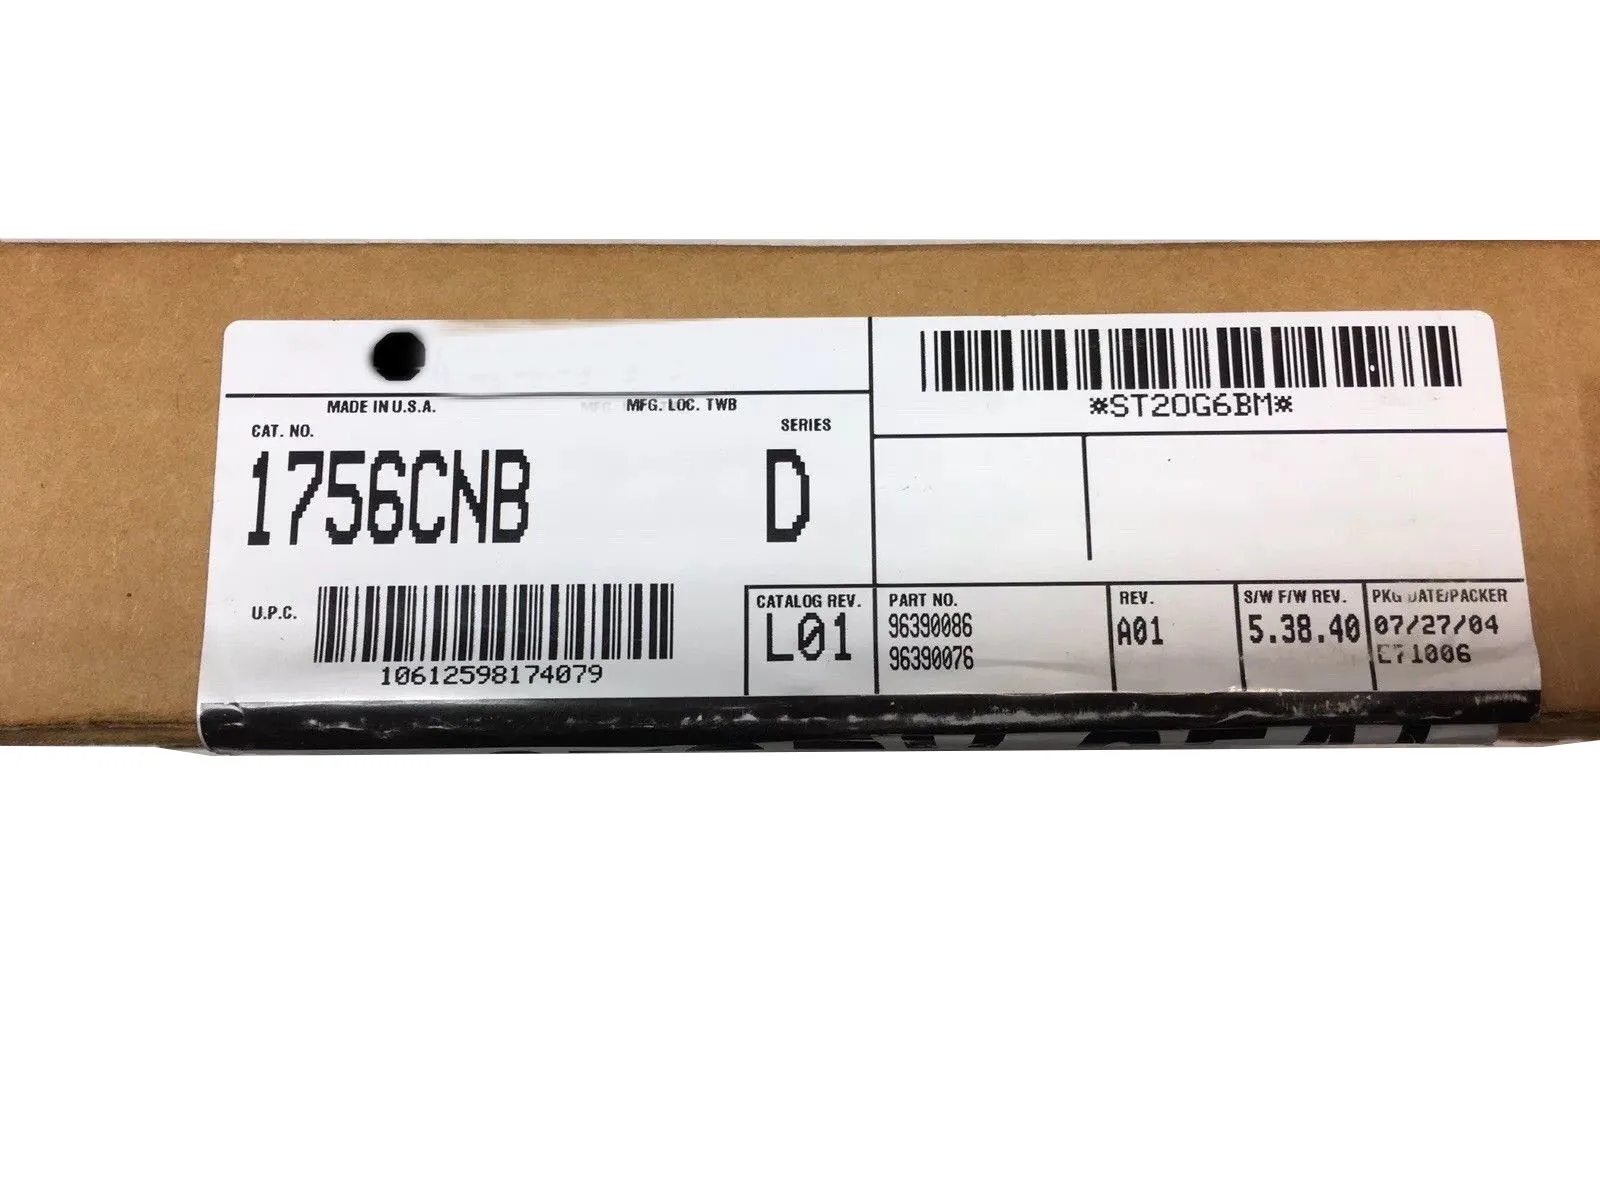 *ST20G6BM*
MADE IN U.S.A.
MFG. LOC. TWB
CAT. NO.
SERIES
1756CNB
D
U.P.C.
10612598174079
CATALOG REV.
L01
PART NO.
96390086
96390076
REV.
A01
S/W F/W REV.
5.38.40
PKG DATE/PACKER
07/27/04
E71006